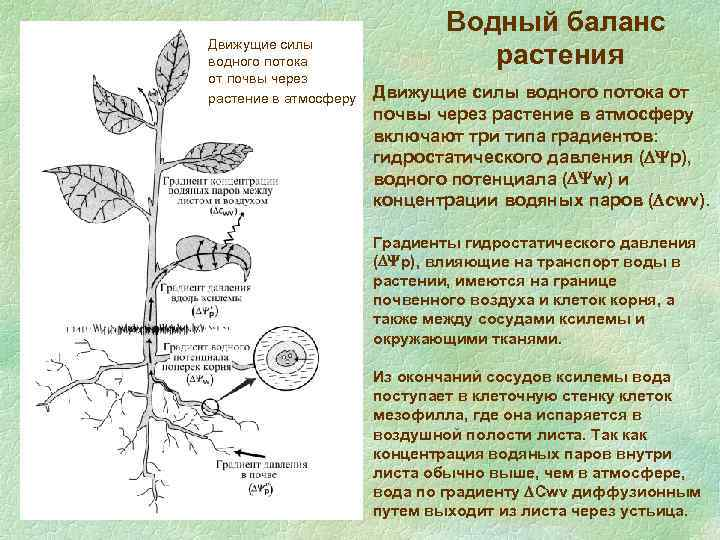 Водный баланс
растения
Движущие силы
водного потока
от почвы через
растение в атмосферу
Движущие силы водного потока от
почвы через растение в атмосферу
включают три типа градиентов:
гидростатического давления (ΔΨp),
водного потенциала (ΔΨw) и
концентрации водяных паров (Δcwv).
Градиенты гидростатического давления
(ΔΨp), влияющие на транспорт воды в
растении, имеются на границе
почвенного воздуха и клеток корня, а
также между сосудами ксилемы и
окружающими тканями.
Из окончаний сосудов ксилемы вода
поступает в клеточную стенку клеток
мезофилла, где она испаряется в
воздушной полости листа. Так как
концентрация водяных паров внутри
листа обычно выше, чем в атмосфере,
вода по градиенту ΔCwv диффузионным
путем выходит из листа через устьица.
Градиент концентрации
водяных паров между
листом и воздухом
(Δcwv)
Градиент давления
вдоль ксилемы
(ΔΨp)
Градиент водного
потенциала
поперек корня
(ΔΨw)
Градиент давления
в почве
(ΔΨp)